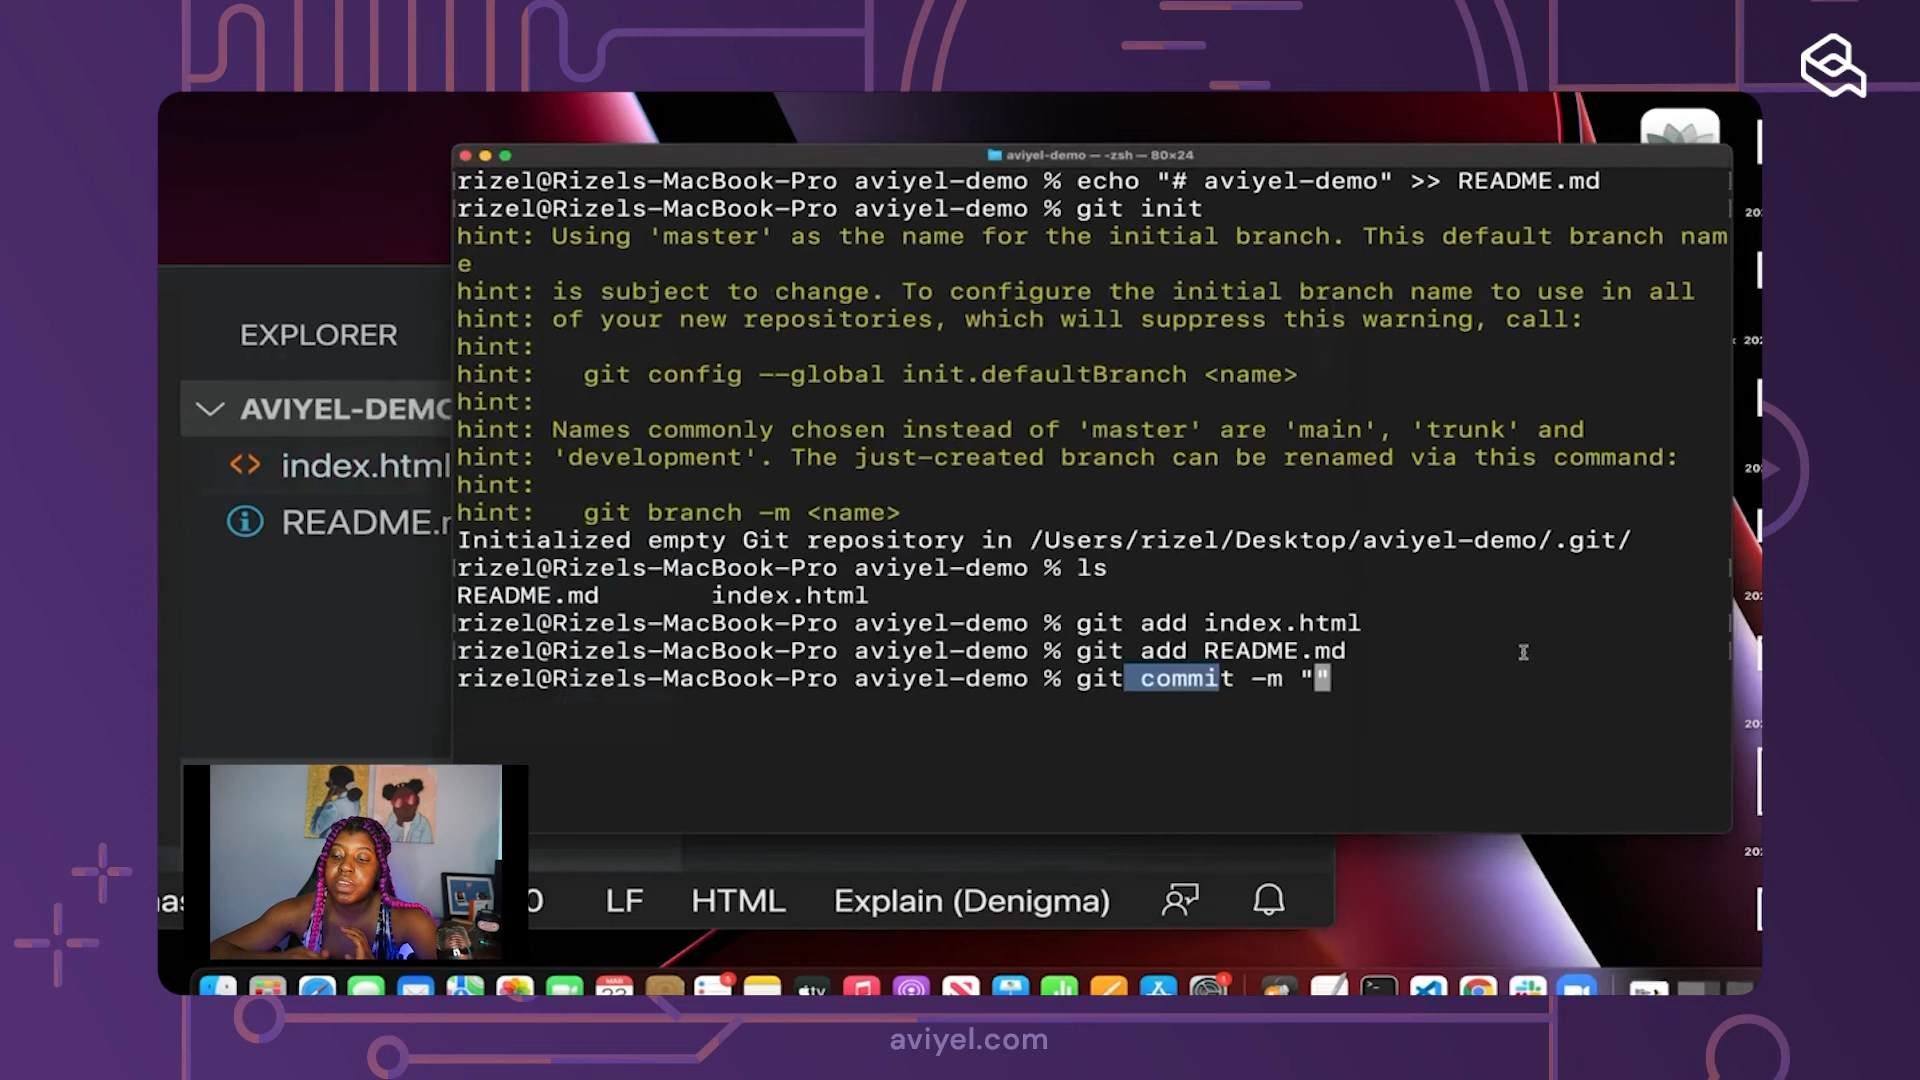 aviyel-demo — -zsh — 80×24
rizel@Rizels-MacBook-Pro aviyel-demo % echo "# aviyel-demo" >> README.md
rizel@Rizels-MacBook-Pro aviyel-demo % git init
hint: Using 'master' as the name for the initial branch. This default branch nam
e
hint: is subject to change. To configure the initial branch name to use in all
hint: of your new repositories, which will suppress this warning, call:
hint:
hint:   git config --global init.defaultBranch <name>
hint:
hint: Names commonly chosen instead of 'master' are 'main', 'trunk' and
hint: 'development'. The just-created branch can be renamed via this command:
hint:
hint:   git branch -m <name>
Initialized empty Git repository in /Users/rizel/Desktop/aviyel-demo/.git/
rizel@Rizels-MacBook-Pro aviyel-demo % ls
README.md       index.html
rizel@Rizels-MacBook-Pro aviyel-demo % git add index.html
rizel@Rizels-MacBook-Pro aviyel-demo % git add README.md
rizel@Rizels-MacBook-Pro aviyel-demo % git commit -m ""
EXPLORER
AVIYEL-DEMO
index.html
README.
LF HTML Explain (Denigma)
tv
MAR
aviyel.com